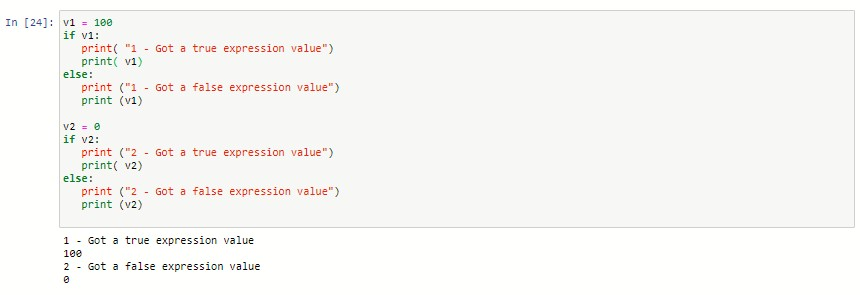 In [24]: v1 = 100
if v1:
   print( "1 - Got a true expression value")
   print( v1)
else:
   print ("1 - Got a false expression value")
   print (v1)

v2 = 0
if v2:
   print ("2 - Got a true expression value")
   print( v2)
else:
   print ("2 - Got a false expression value")
   print (v2)

1 - Got a true expression value
100
2 - Got a false expression value
0